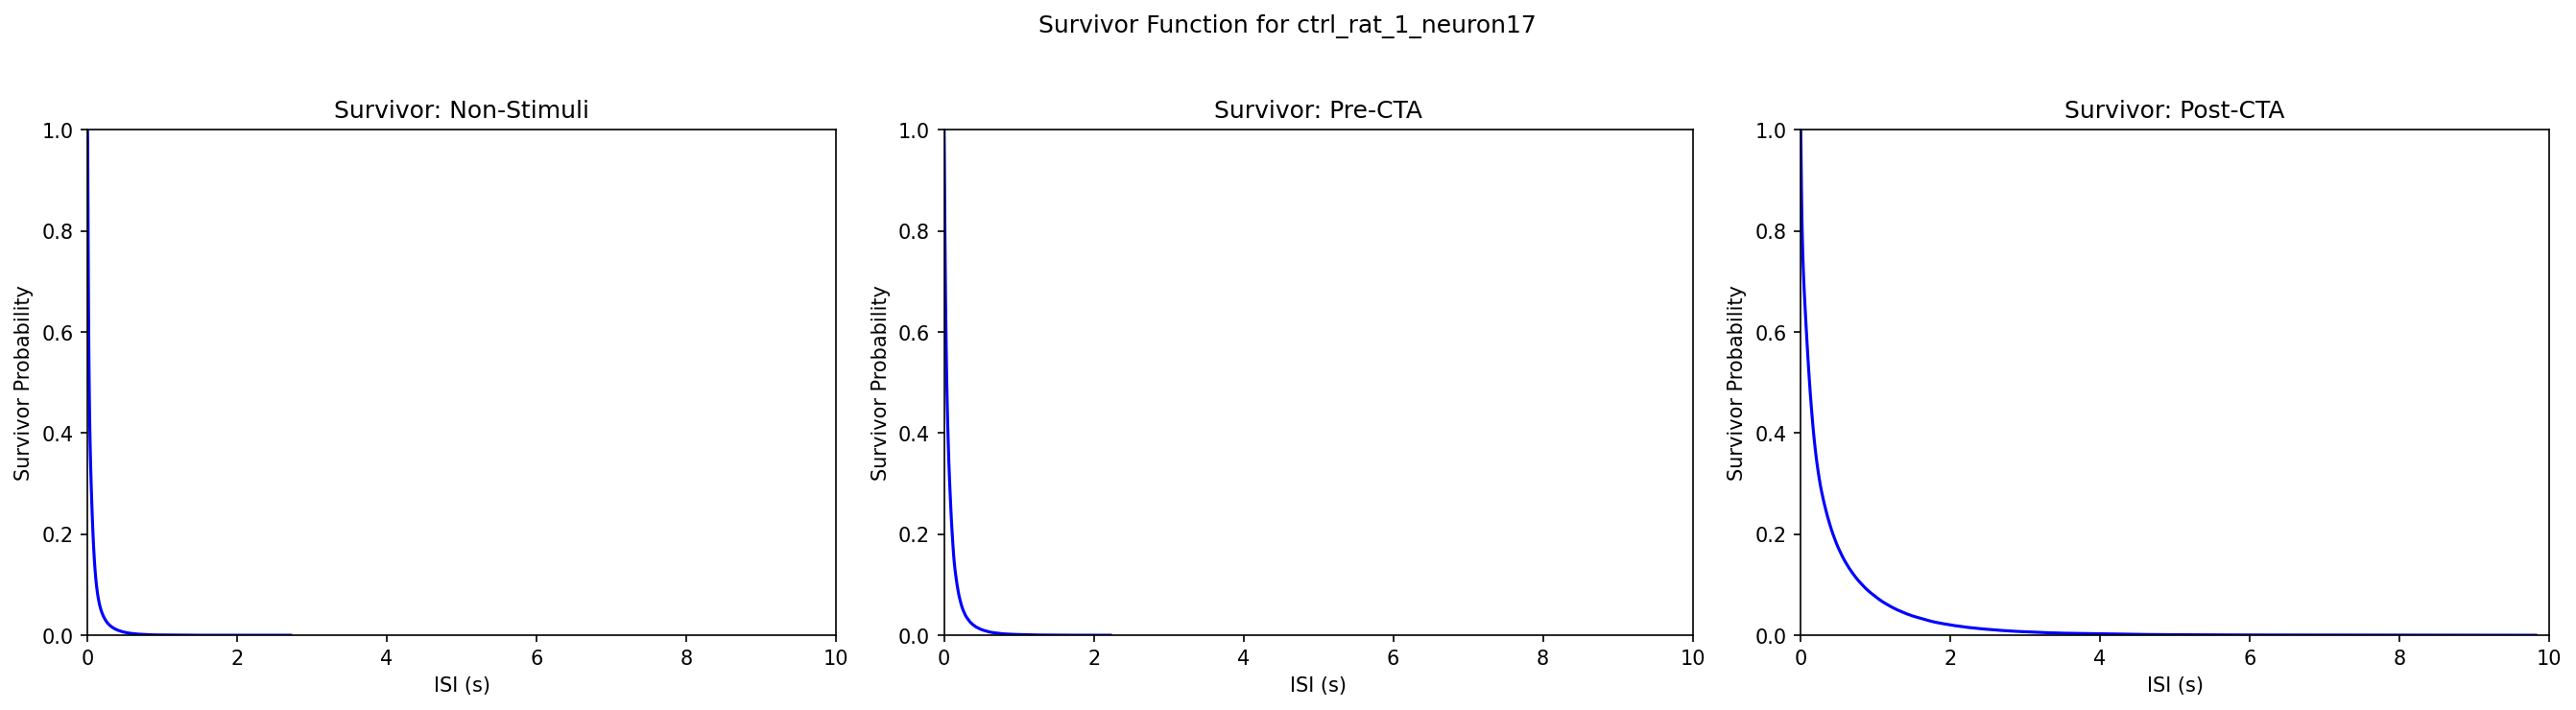 Survivor Function for ctrl_rat_1_neuron17
Survivor: Non-Stimuli
Survivor Probability
1.0
0.8
0.6
0.4
0.2
0.0
0 2 4 6 8 10
ISI (s)
Survivor: Pre-CTA
Survivor Probability
1.0
0.8
0.6
0.4
0.2
0.0
0 2 4 6 8 10
ISI (s)
Survivor: Post-CTA
Survivor Probability
1.0
0.8
0.6
0.4
0.2
0.0
0 2 4 6 8 10
ISI (s)